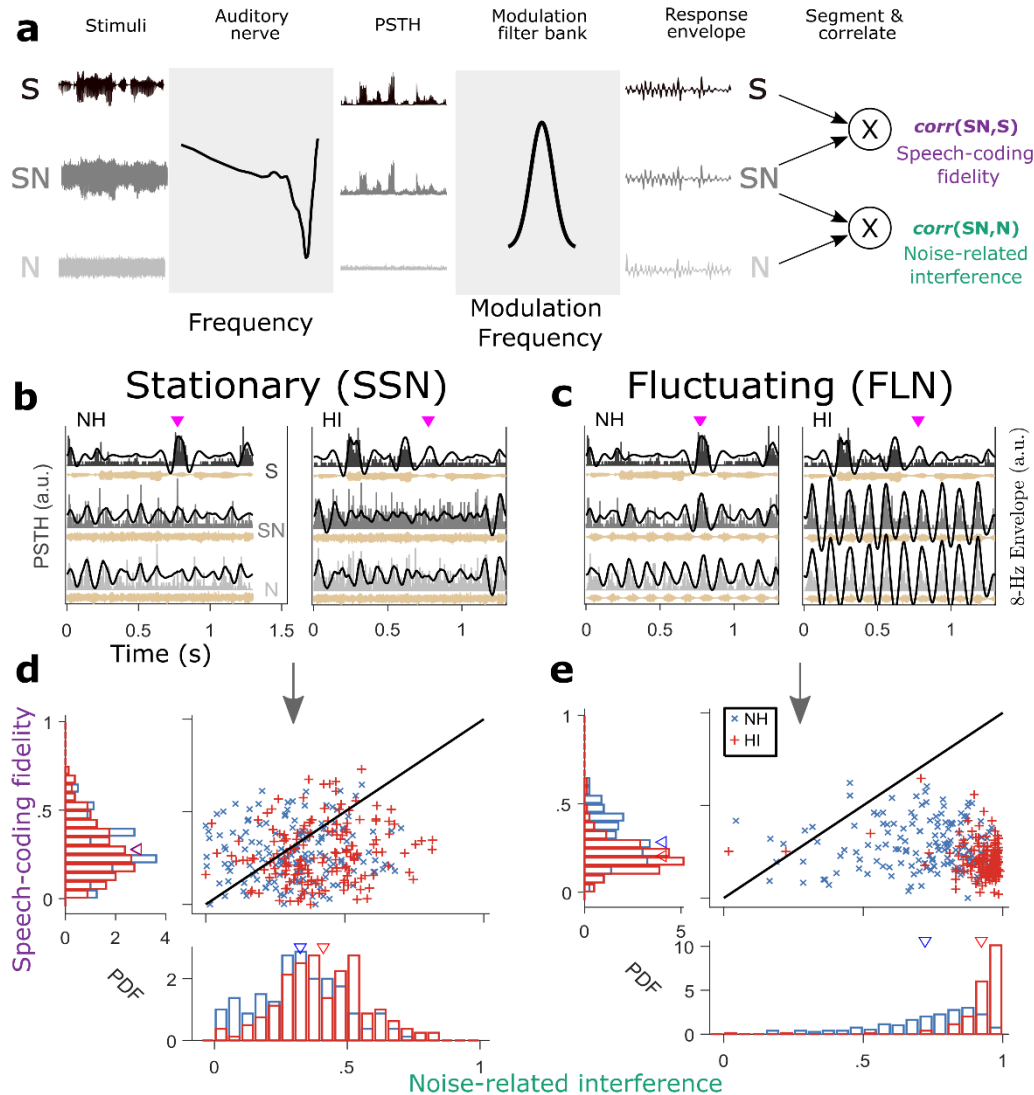 a
Stimuli
Auditory
nerve
PSTH
Modulation
filter bank
Response
envelope
Segment &
correlate
S
SN
N
Frequency
Modulation
Frequency
S
SN
N
X
X
corr(SN,S)
Speech-coding
fidelity
corr(SN,N)
Noise-related
interference
b
Stationary (SSN)
NH
HI
S
SN
N
PSTH (a.u.)
0 0.5 1 1.5
0 0.5 1
Time (s)
c
Fluctuating (FLN)
NH
HI
8-Hz Envelope (a.u.)
0 0.5 1
0 0.5 1
d
Speech-coding fidelity
1
.5
0
0 2 4
PDF
2
0
0 .5 1
e
NH
HI
1
.5
0
0 5
PDF
10
5
0
0 .5 1
Noise-related interference